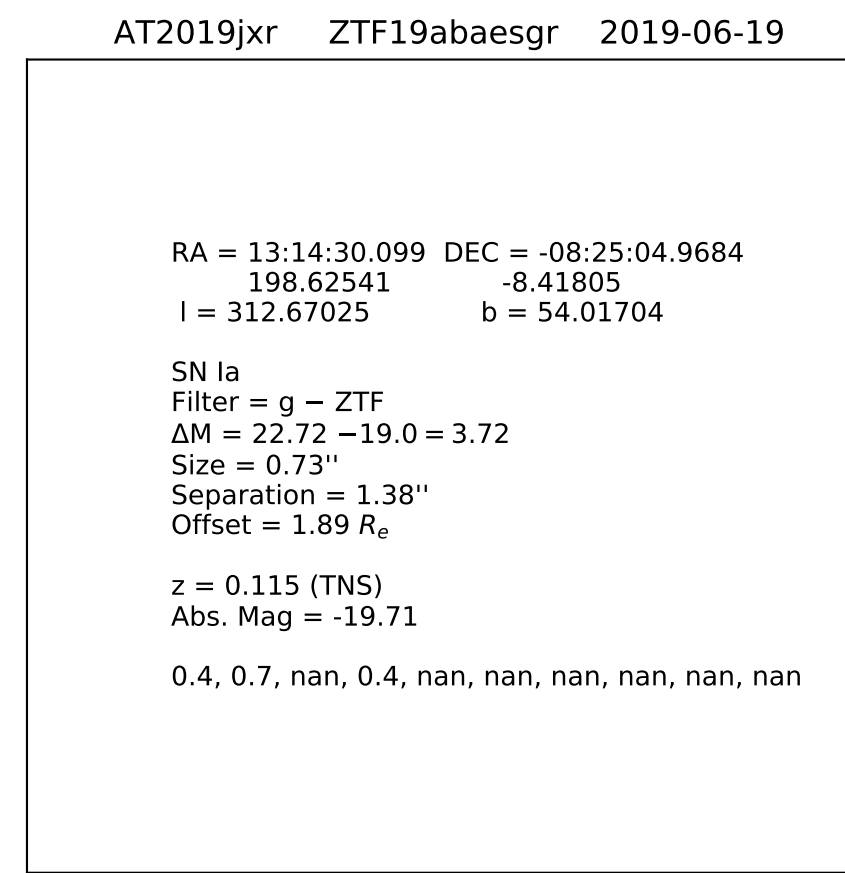 AT2019jxr ZTF19abaesgr 2019-06-19
RA = 13:14:30.099 DEC = -08:25:04.9684
198.62541 -8.41805
l = 312.67025 b = 54.01704
SN Ia
Filter = g − ZTF
ΔM = 22.72 −19.0 = 3.72
Size = 0.73''
Separation = 1.38''
Offset = 1.89 Rₑ
z = 0.115 (TNS)
Abs. Mag = -19.71
0.4, 0.7, nan, 0.4, nan, nan, nan, nan, nan, nan